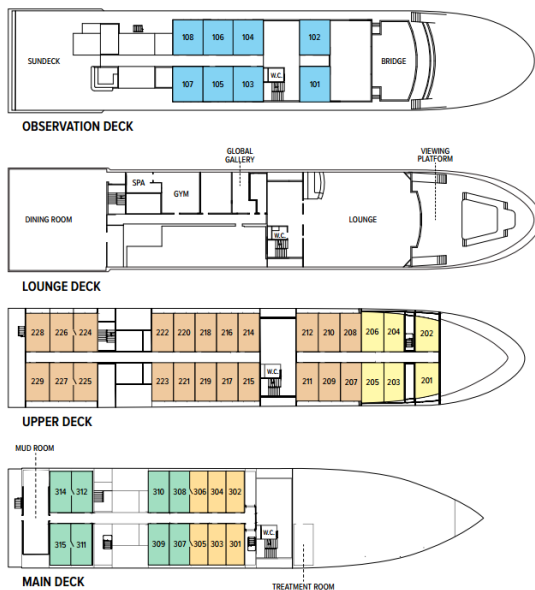 108 106 104 102
SUNDECK
BRIDGE
W.C.
107 105 103 101
OBSERVATION DECK
GLOBAL
GALLERY
VIEWING
PLATFORM
SPA
GYM
DINING ROOM
LOUNGE
W.C.
LOUNGE DECK
228 226 224 222 220 218 216 214 212 210 208 206 204 202
W.C.
229 227 225 223 221 219 217 215 211 209 207 205 203 201
UPPER DECK
MUD ROOM
314 312 310 308 306 304 302
W.C.
315 311 309 307 305 303 301
MAIN DECK
TREATMENT ROOM